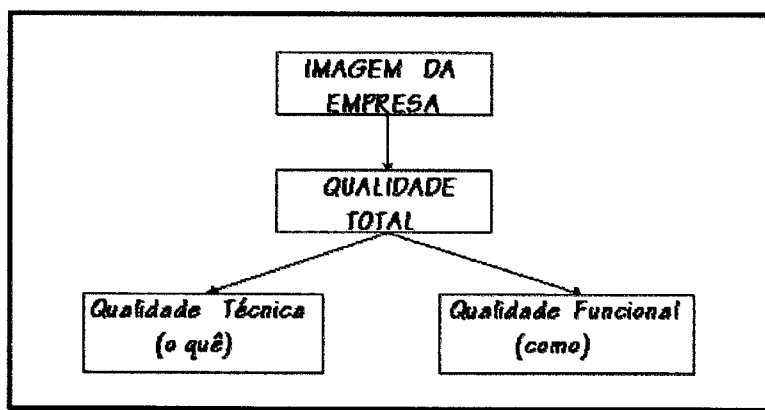 IMAGEM DA
EMPRESA
QUALIDADE
TOTAL
Qualidade Técnica
(o quê)
Qualidade Funcional
(como)